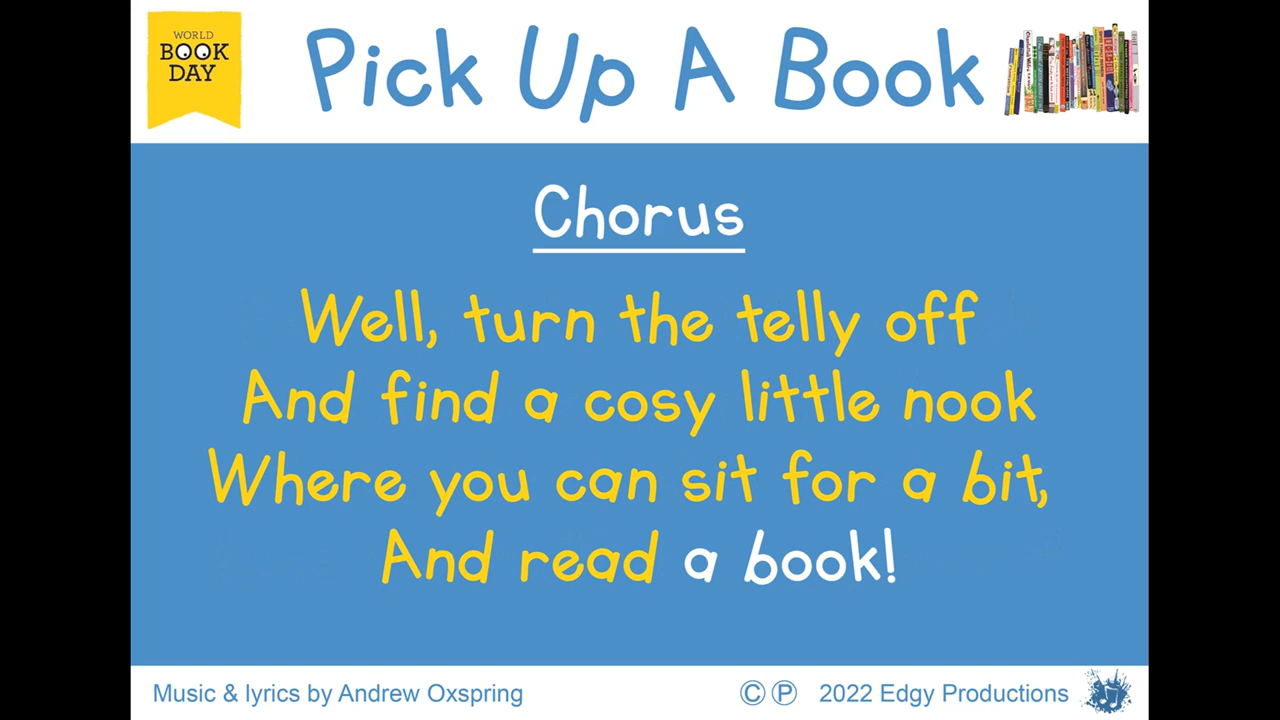 WORLD
BOOK
DAY
Pick Up A Book
Chorus
Well, turn the telly off
And find a cosy little nook
Where you can sit for a bit,
And read a book!
Music & lyrics by Andrew Oxspring
Ⓒ Ⓟ 2022 Edgy Productions